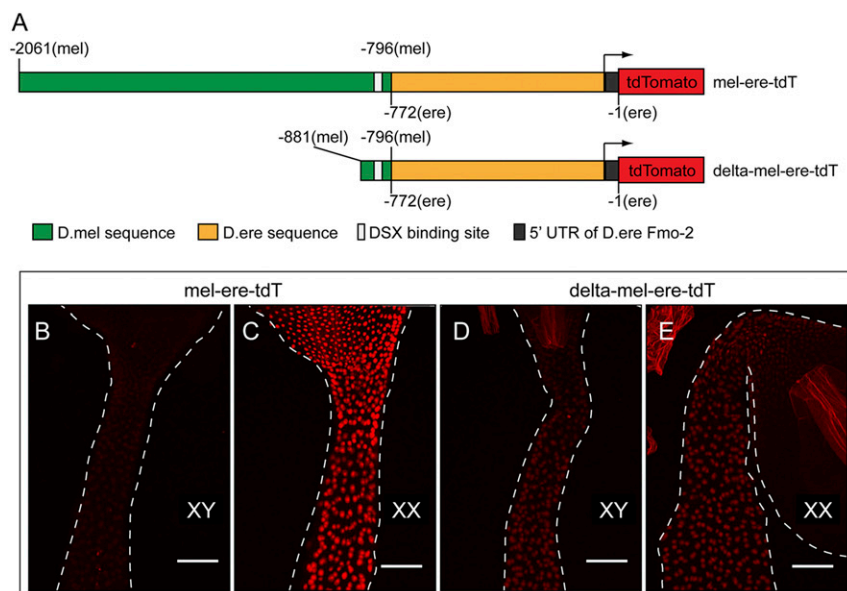 A
-2061(mel)
-796(mel)
tdTomato
mel-ere-tdT
-772(ere)
-1(ere)
-881(mel)
-796(mel)
tdTomato
delta-mel-ere-tdT
-772(ere)
-1(ere)
D.mel sequence
D.ere sequence
DSX binding site
5' UTR of D.ere Fmo-2
mel-ere-tdT
delta-mel-ere-tdT
B
C
D
E
XY
XX
XY
XX